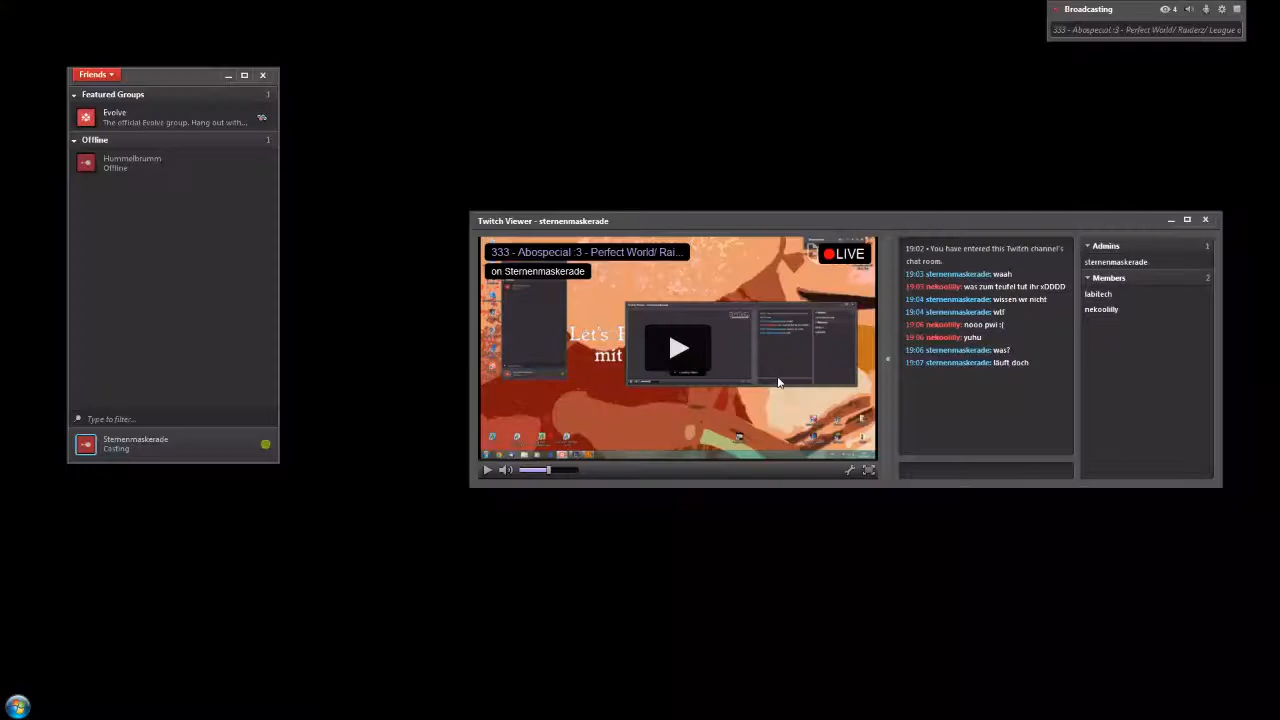 Broadcasting
4
333 - Abospecial :3 - Perfect World/ Raiderz/ League o
Friends
Featured Groups 1
Evolve
The official Evolve group. Hang out with...
Offline 1
Hummelbrumm
Offline
Type to filter...
Sternenmaskerade
Casting
Twitch Viewer - sternenmaskerade
333 - Abospecial :3 - Perfect World/ Rai...
on Sternenmaskerade
LIVE
Let's
mit
19:02 • You have entered this Twitch channel's
chat room.
19:03 sternenmaskerade: waah
19:03 nekoolilly: was zum teufel tut ihr xDDDD
19:04 sternenmaskerade: wissen wr nicht
19:04 sternenmaskerade: wtf
19:06 nekoolilly: nooo pwi :(
19:06 nekoolilly: yuhu
19:06 sternenmaskerade: was?
19:07 sternenmaskerade: läuft doch
Admins 1
sternenmaskerade
Members 2
labitech
nekoolilly